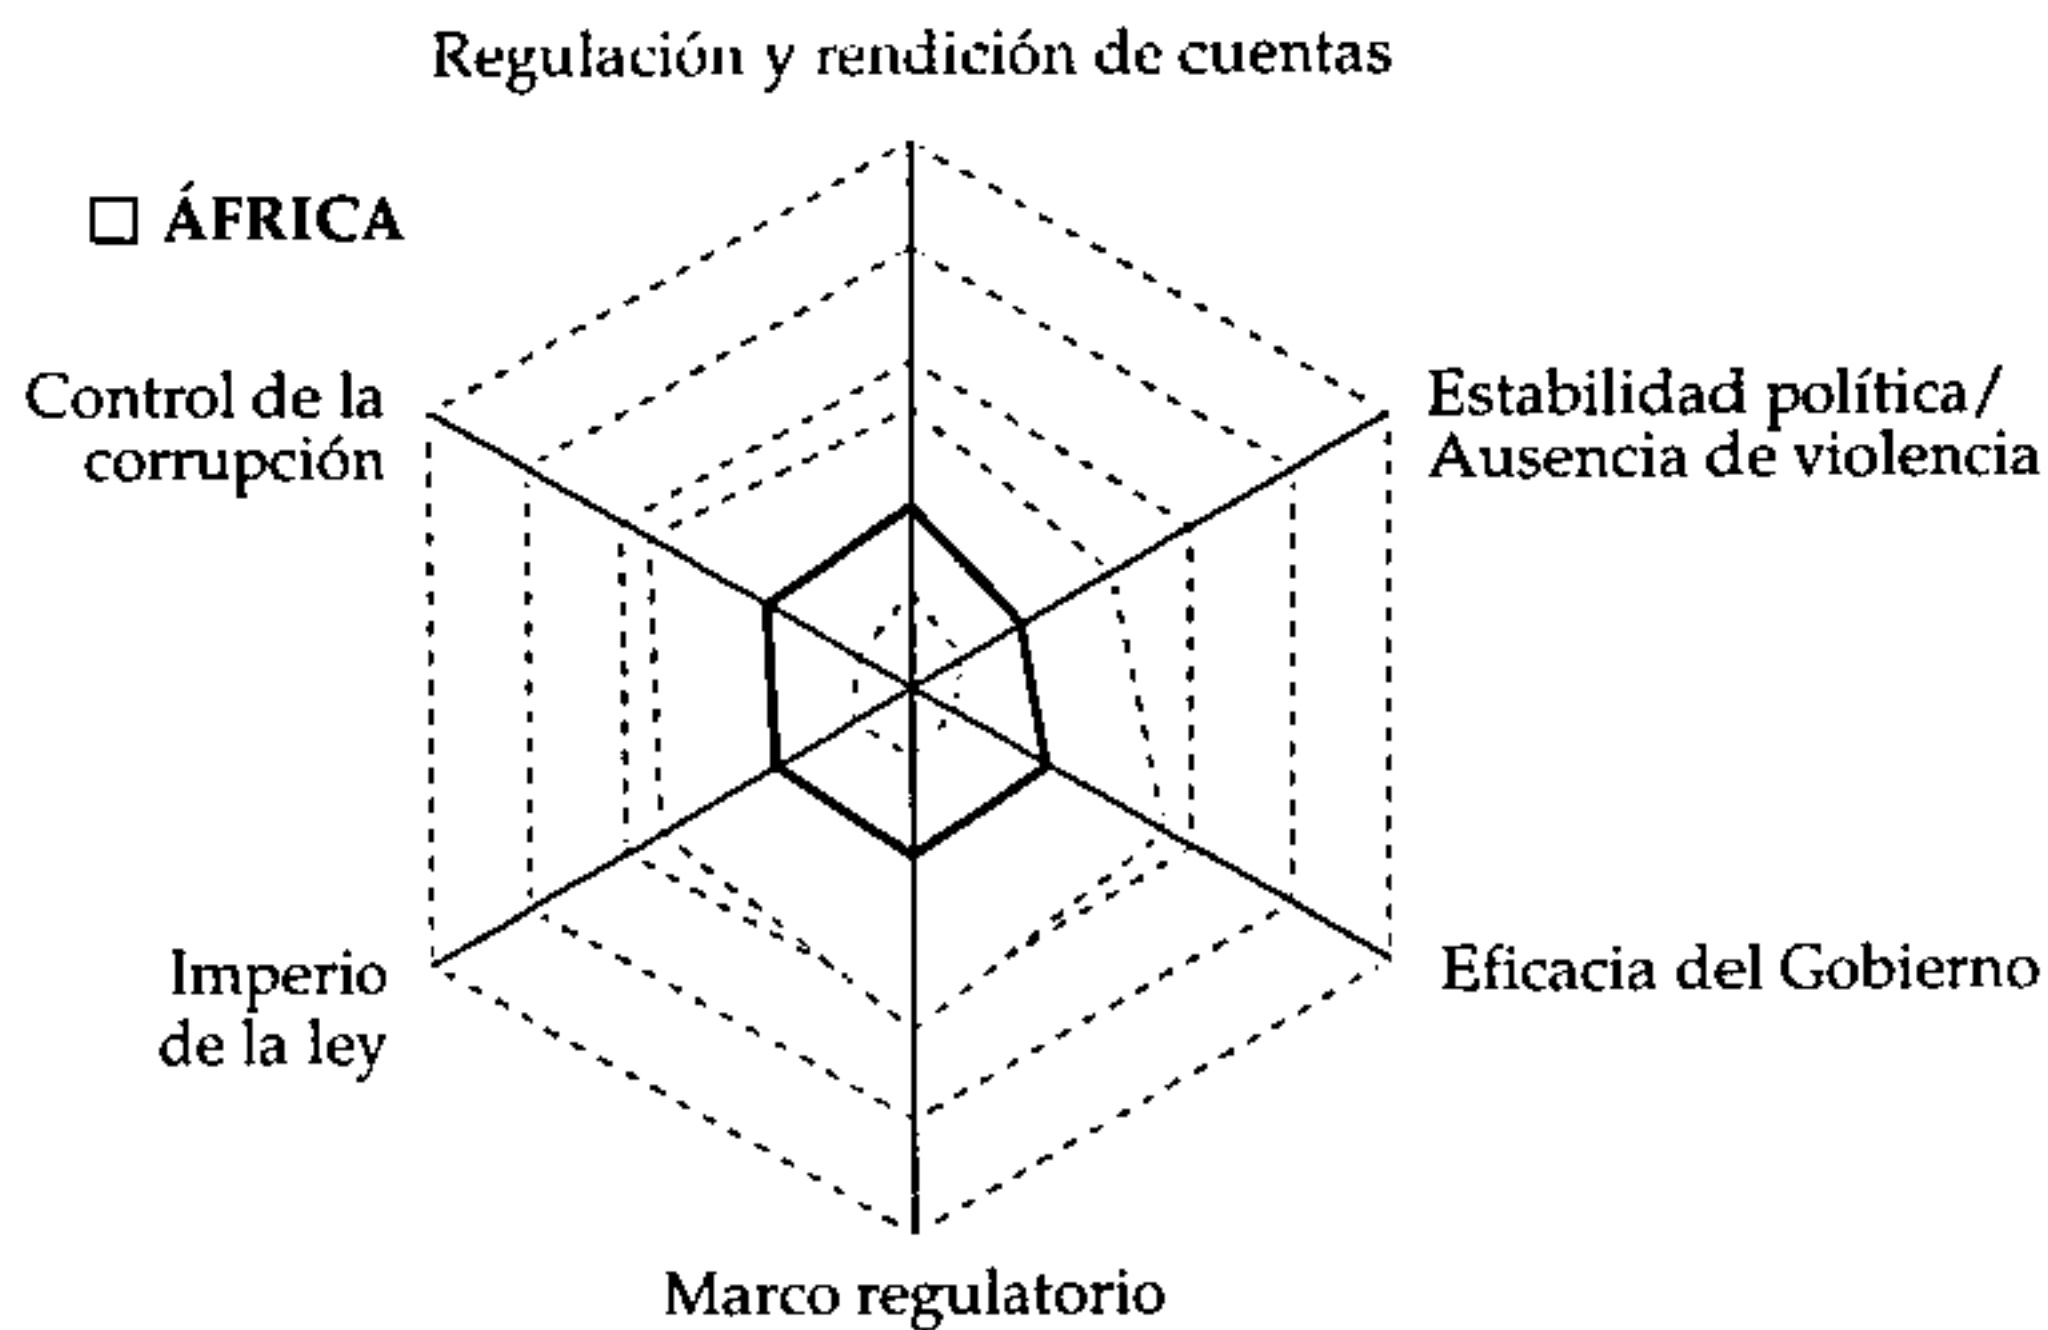 Regulación y rendición de cuentas
□ ÁFRICA
Control de la
corrupción
Estabilidad política/
Ausencia de violencia
Imperio
de la ley
Eficacia del Gobierno
Marco regulatorio